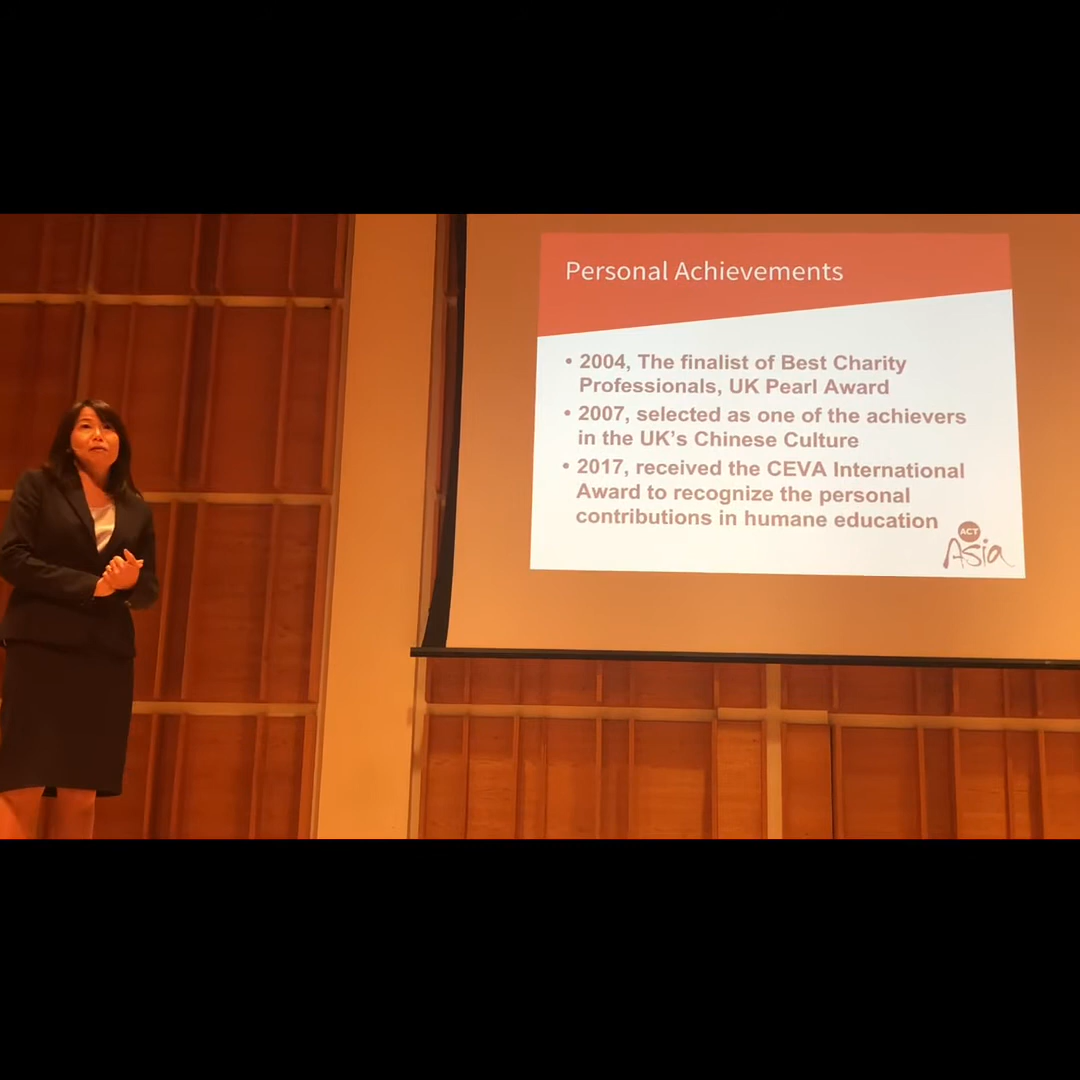 Personal Achievements
• 2004, The finalist of Best Charity
Professionals, UK Pearl Award
• 2007, selected as one of the achievers
in the UK's Chinese Culture
• 2017, received the CEVA International
Award to recognize the personal
contributions in humane education
ACT
Asia